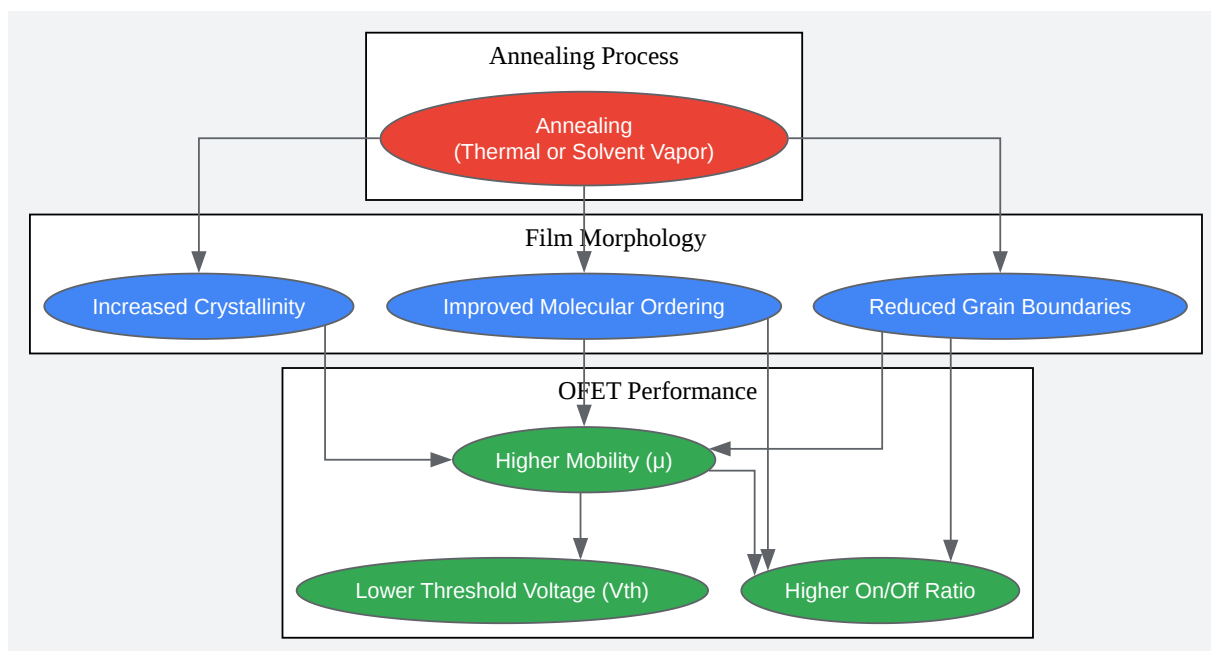 Annealing Process
Annealing
(Thermal or Solvent Vapor)
Film Morphology
Increased Crystallinity
Improved Molecular Ordering
Reduced Grain Boundaries
OFET Performance
Higher Mobility (μ)
Lower Threshold Voltage (Vth)
Higher On/Off Ratio